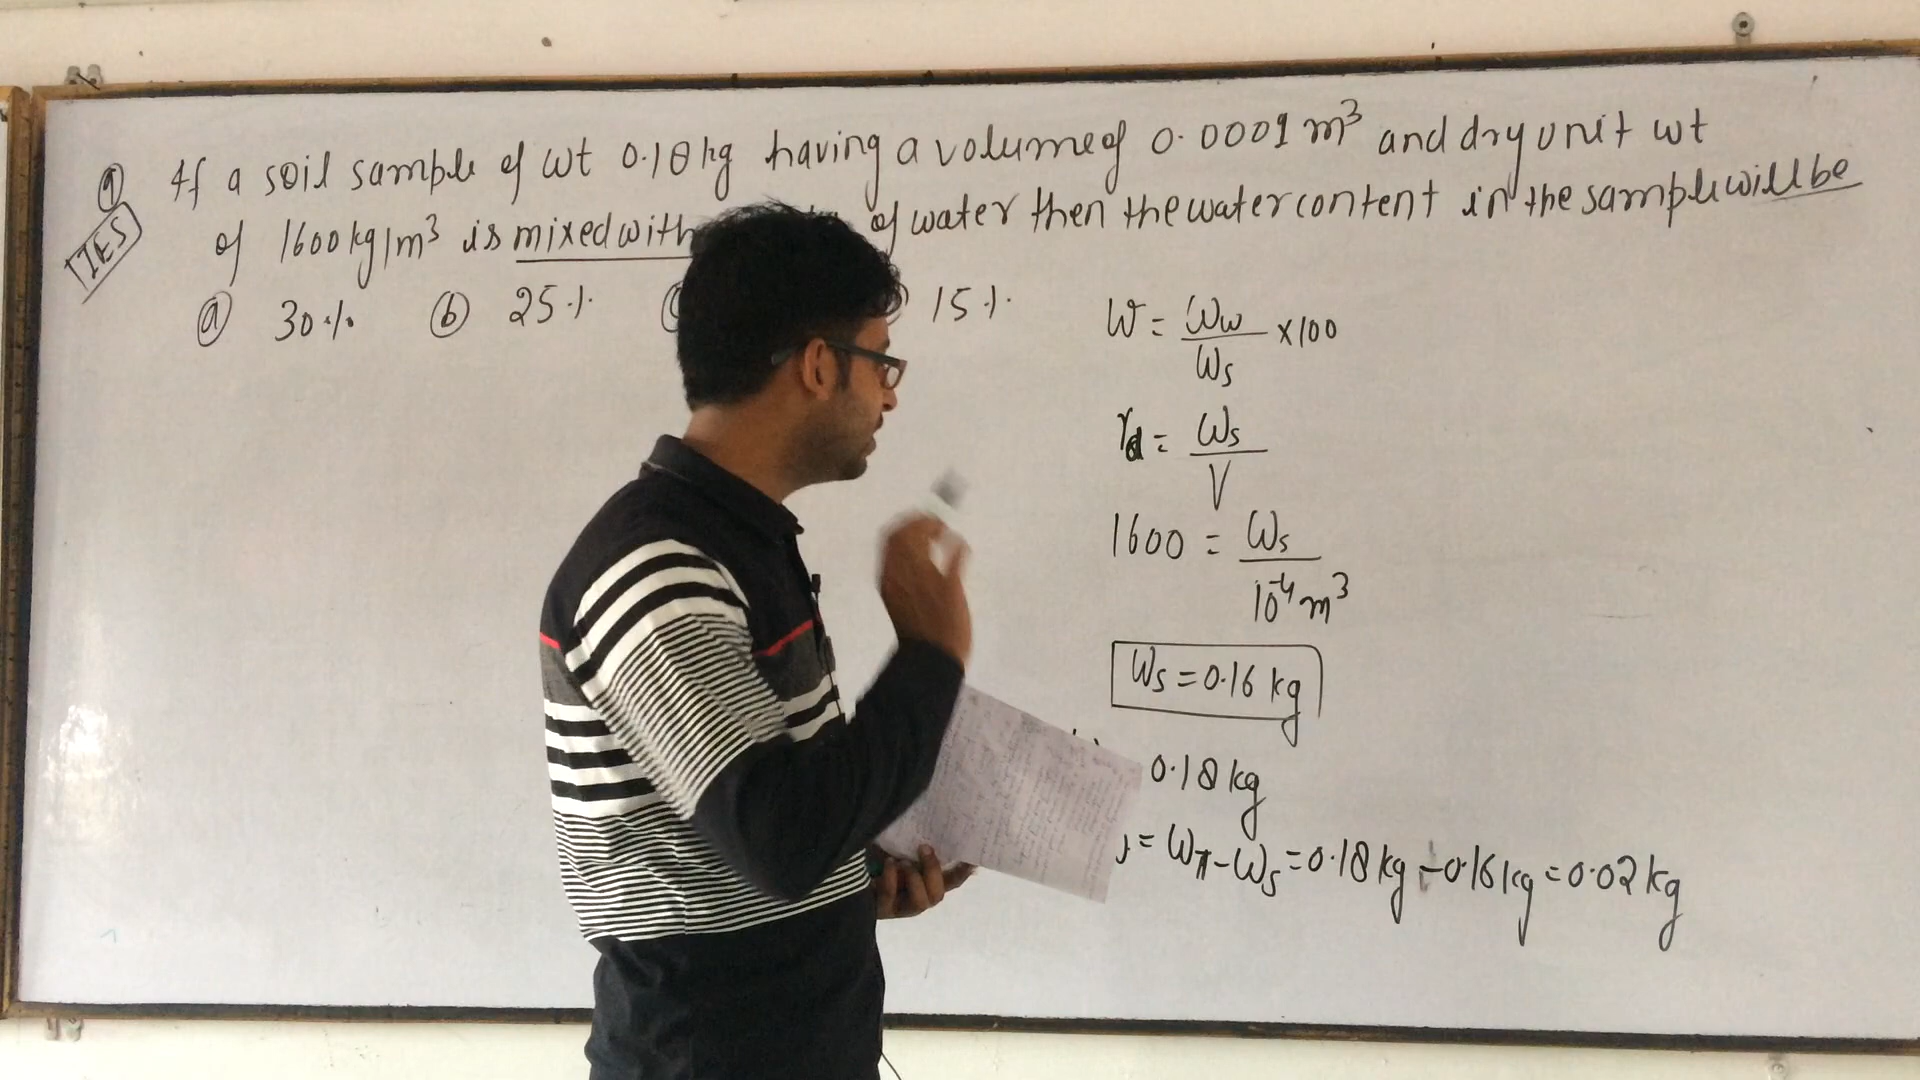 Q If a soil sample of wt 0.18 kg having a volume of 0.0001 m³ and dry unit wt
IES
of 1600 kg/m³ is mixed with of water then the water content in the sample will be
(a) 30% (b) 25% 15%
W = Ww/Ws × 100
γd = Ws/V
1600 = Ws/10⁻⁴ m³
Ws = 0.16 kg
0.18 kg
= WT - Ws = 0.18 kg - 0.16 kg = 0.02 kg